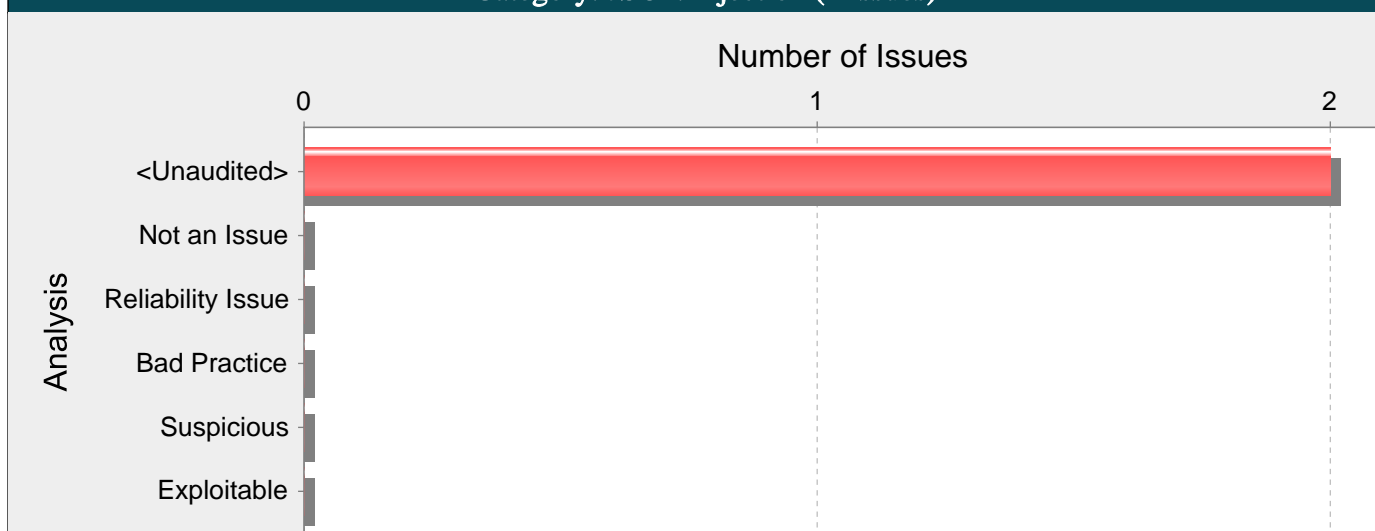 Number of Issues
0 1 2
<Unaudited>
Not an Issue
Reliability Issue
Bad Practice
Suspicious
Exploitable
Analysis